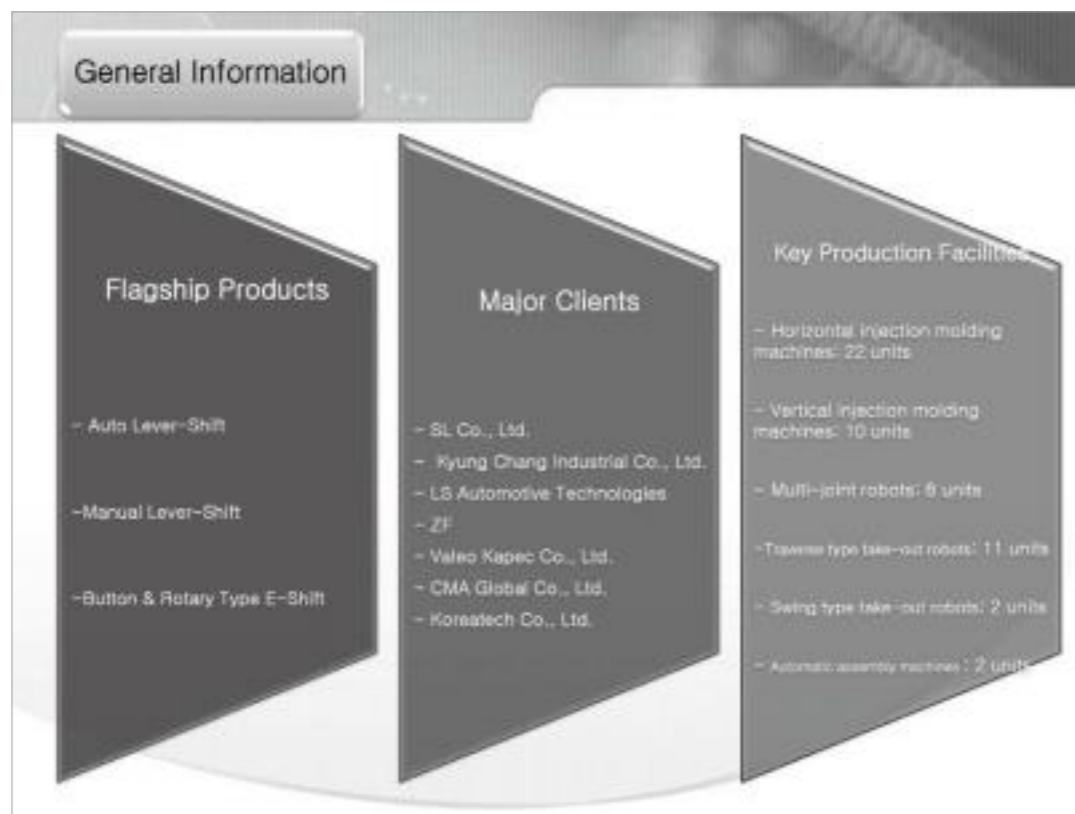 General Information
Flagship Products
- Auto Lever-Shift
-Manual Lever-Shift
-Button & Rotary Type E-Shift
Major Clients
- SL Co., Ltd.
- Kyung Chang Industrial Co., Ltd.
- LS Automotive Technologies
- ZF
- Valeo Kapec Co., Ltd.
- CMA Global Co., Ltd.
- Koreatech Co., Ltd.
Key Production Facilities
- Horizontal injection molding
machines: 22 units
- Vertical injection molding
machines: 10 units
- Multi-joint robots: 6 units
-Traverse type take-out robots: 11 units
- Swing type take-out robots: 2 units
- Automatic assembly machines : 2 units